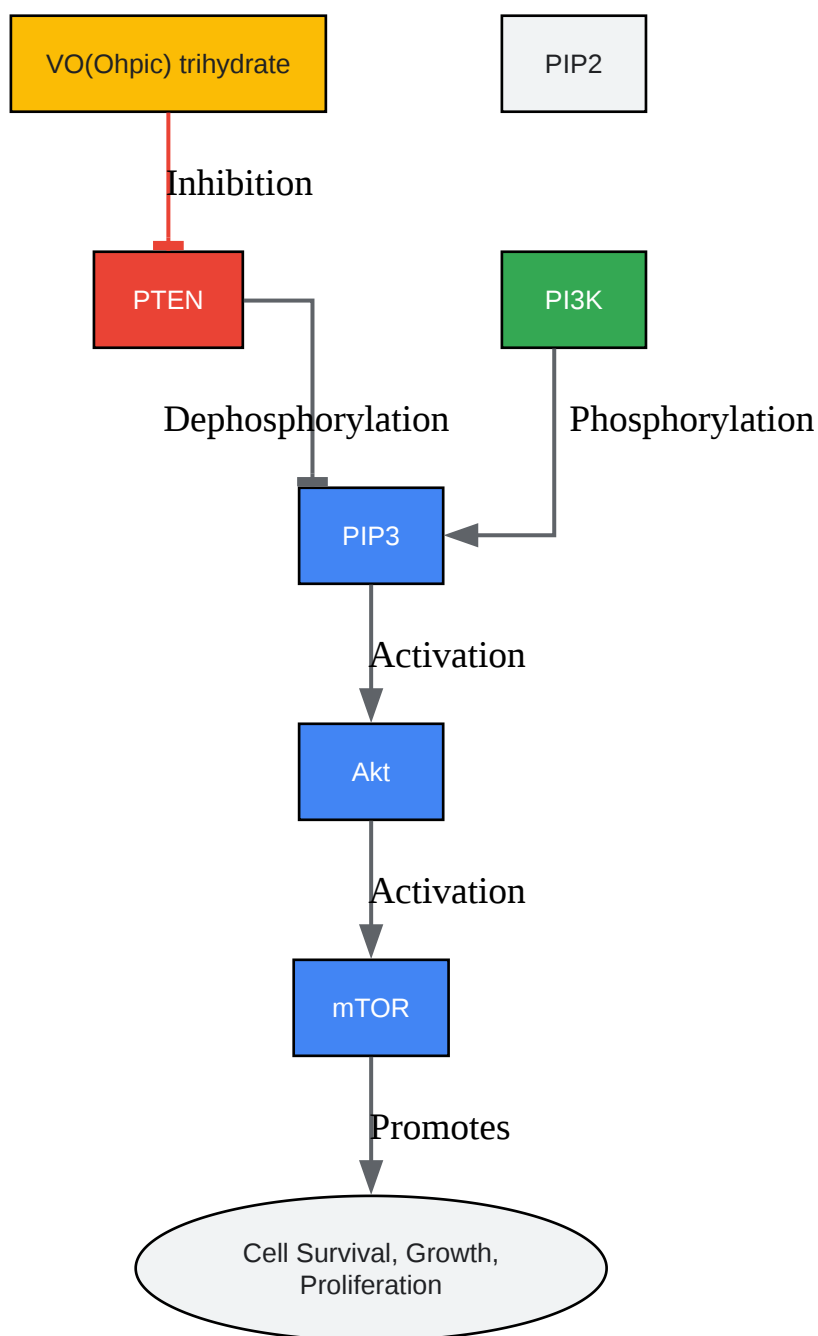 VO(Ohpic) trihydrate
PIP2
Inhibition
PTEN
PI3K
Dephosphorylation
Phosphorylation
PIP3
Activation
Akt
Activation
mTOR
Promotes
Cell Survival, Growth,
Proliferation